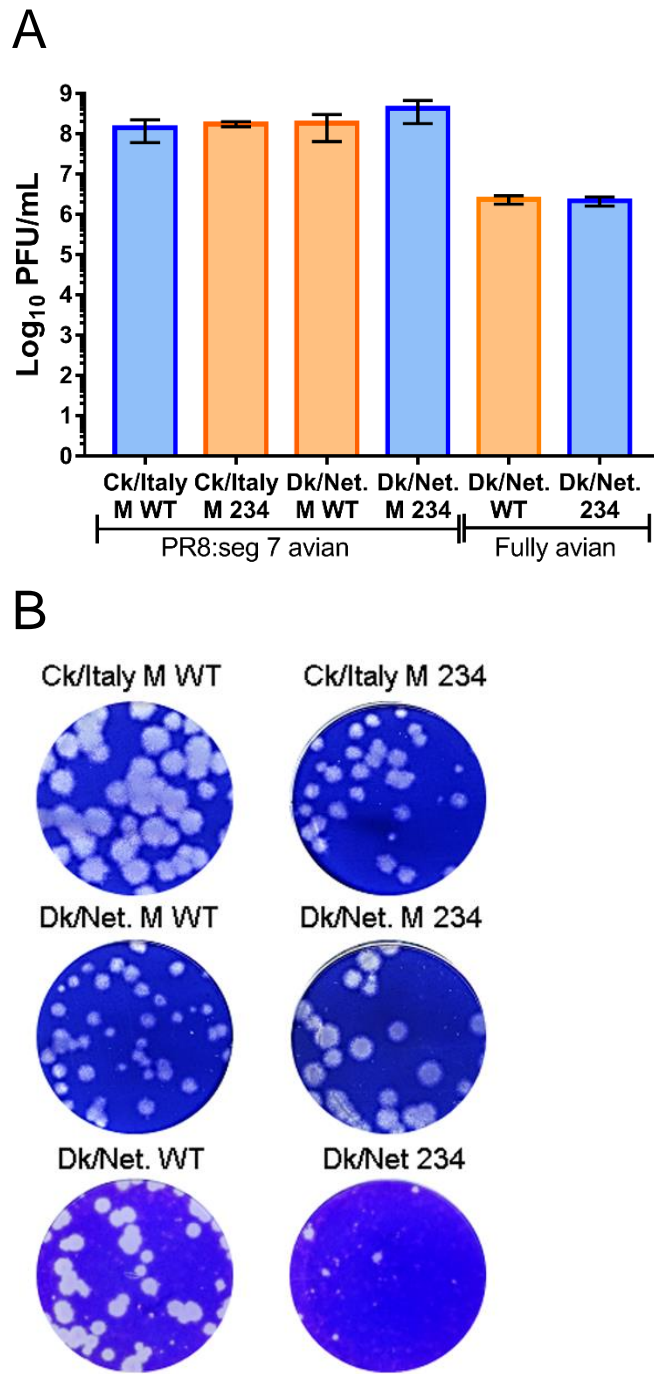 A
9
8
7
6
5
4
3
2
1
0
Log10 PFU/mL
Ck/Italy Ck/Italy Dk/Net. Dk/Net. Dk/Net. Dk/Net.
M WT M 234 M WT M 234 WT 234
PR8:seg 7 avian Fully avian
B
Ck/Italy M WT Ck/Italy M 234
Dk/Net. M WT Dk/Net. M 234
Dk/Net. WT Dk/Net 234